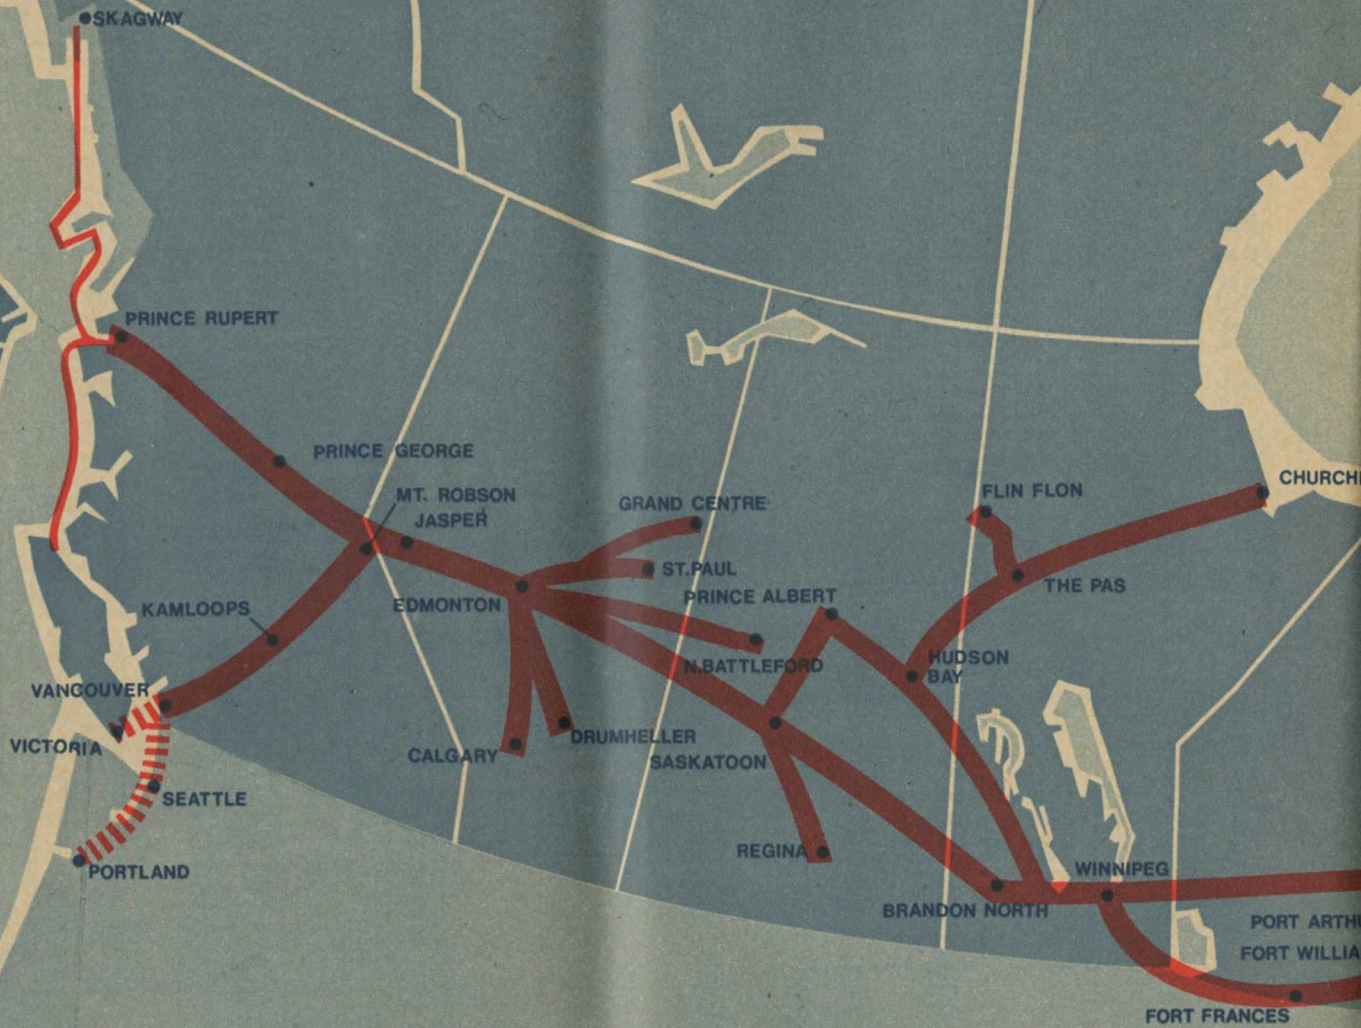 SKAGWAY
PRINCE RUPERT
PRINCE GEORGE
MT. ROBSON
JASPER
GRAND CENTRE
FLIN FLON
CHURCHI
ST.PAUL
THE PAS
PRINCE ALBERT
EDMONTON
KAMLOOPS
HUDSON
BAY
N.BATTLEFORD
VANCOUVER
VICTORIA
DRUMHELLER
CALGARY
SASKATOON
SEATTLE
REGINA
PORTLAND
WINNIPEG
BRANDON NORTH
PORT ARTHU
FORT WILLIA
FORT FRANCES